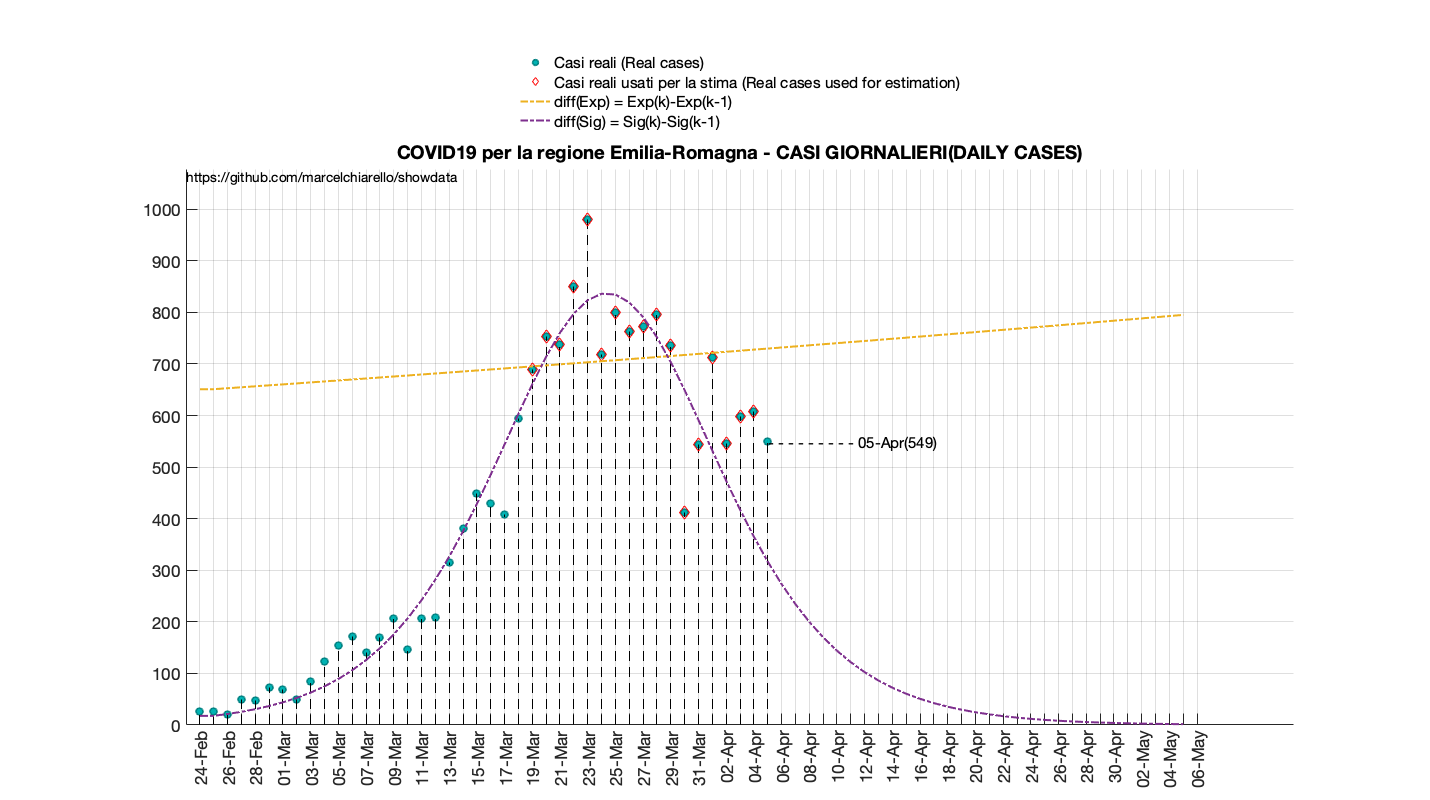 Casi reali (Real cases)
Casi reali usati per la stima (Real cases used for estimation)
diff(Exp) = Exp(k)-Exp(k-1)
diff(Sig) = Sig(k)-Sig(k-1)
COVID19 per la regione Emilia-Romagna - CASI GIORNALIERI(DAILY CASES)
https://github.com/marcelchiarello/showdata
1000
900
800
700
600
500
400
300
200
100
0
05-Apr(549)
24-Feb
26-Feb
28-Feb
01-Mar
03-Mar
05-Mar
07-Mar
09-Mar
11-Mar
13-Mar
15-Mar
17-Mar
19-Mar
21-Mar
23-Mar
25-Mar
27-Mar
29-Mar
31-Mar
02-Apr
04-Apr
06-Apr
08-Apr
10-Apr
12-Apr
14-Apr
16-Apr
18-Apr
20-Apr
22-Apr
24-Apr
26-Apr
28-Apr
30-Apr
02-May
04-May
06-May